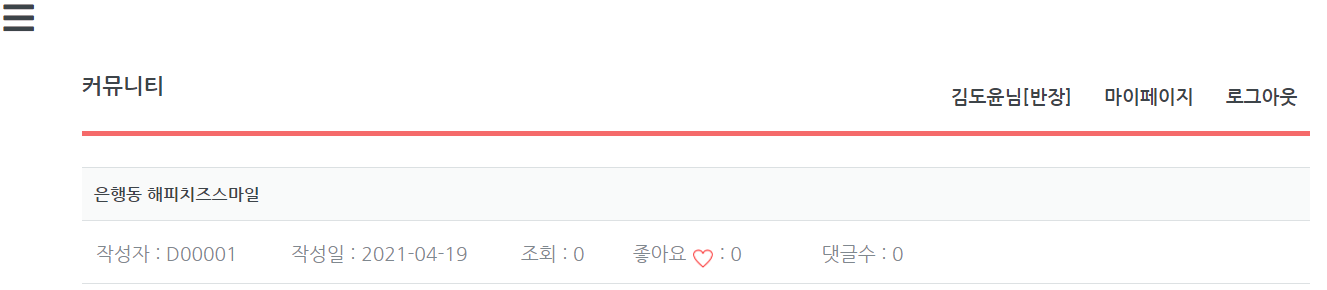 커뮤니티
김도윤님[반장] 마이페이지 로그아웃
은행동 해피치즈스마일
작성자 : D00001 작성일 : 2021-04-19 조회 : 0 좋아요 ♡ : 0 댓글수 : 0